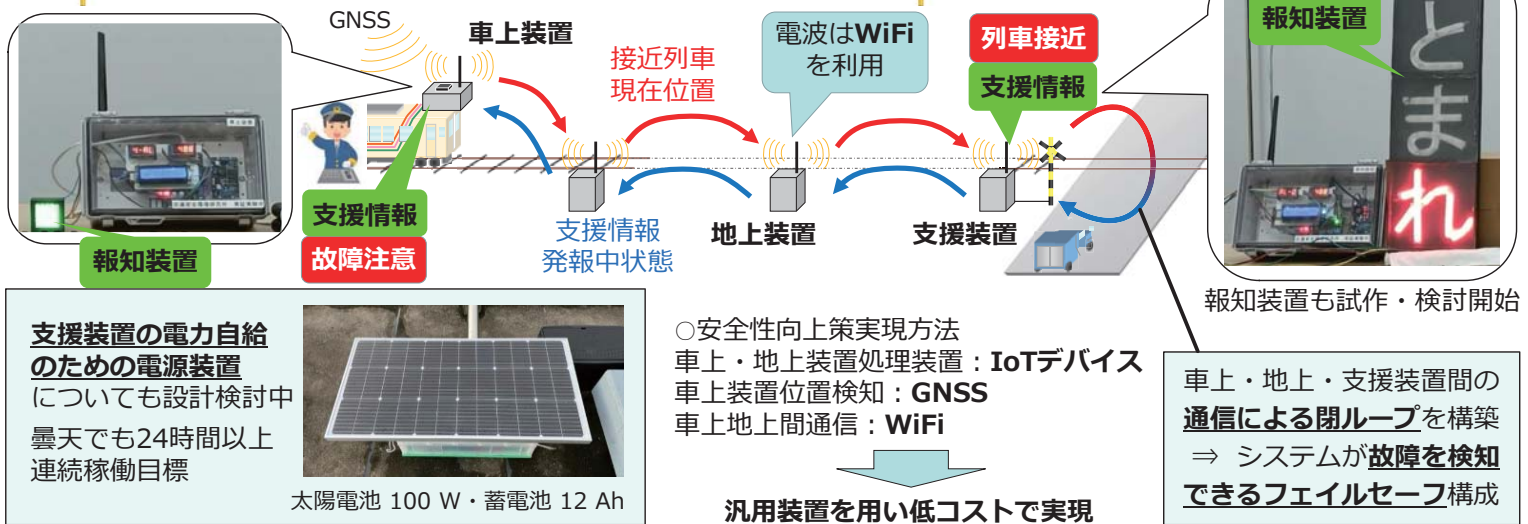 GNSS
車上装置
報知装置
支援情報
故障注意
接近列車
現在位置
支援情報
発報中状態
電波はWiFi
を利用
地上装置
列車接近
支援情報
支援装置
報知装置
と
ま
れ
報知装置も試作・検討開始
支援装置の電力自給
のための電源装置
についても設計検討中
曇天でも24時間以上
連続稼働目標
太陽電池 100 W・蓄電池 12 Ah
○安全性向上策実現方法
車上・地上装置処理装置：IoTデバイス
車上装置位置検知：GNSS
車上地上間通信：WiFi
汎用装置を用い低コストで実現
車上・地上・支援装置間の
通信による閉ループを構築
⇒ システムが故障を検知
できるフェイルセーフ構成